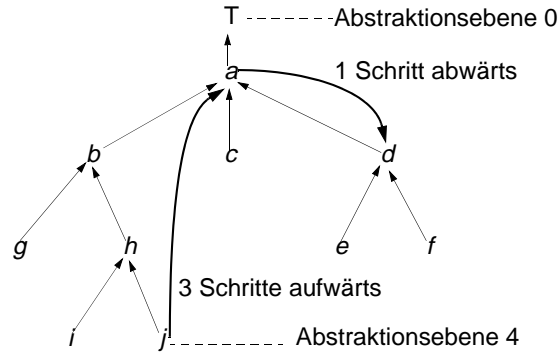 T Abstraktionsebene 0
a 1 Schritt abwärts
b c d
g h e f
3 Schritte aufwärts
i j Abstraktionsebene 4